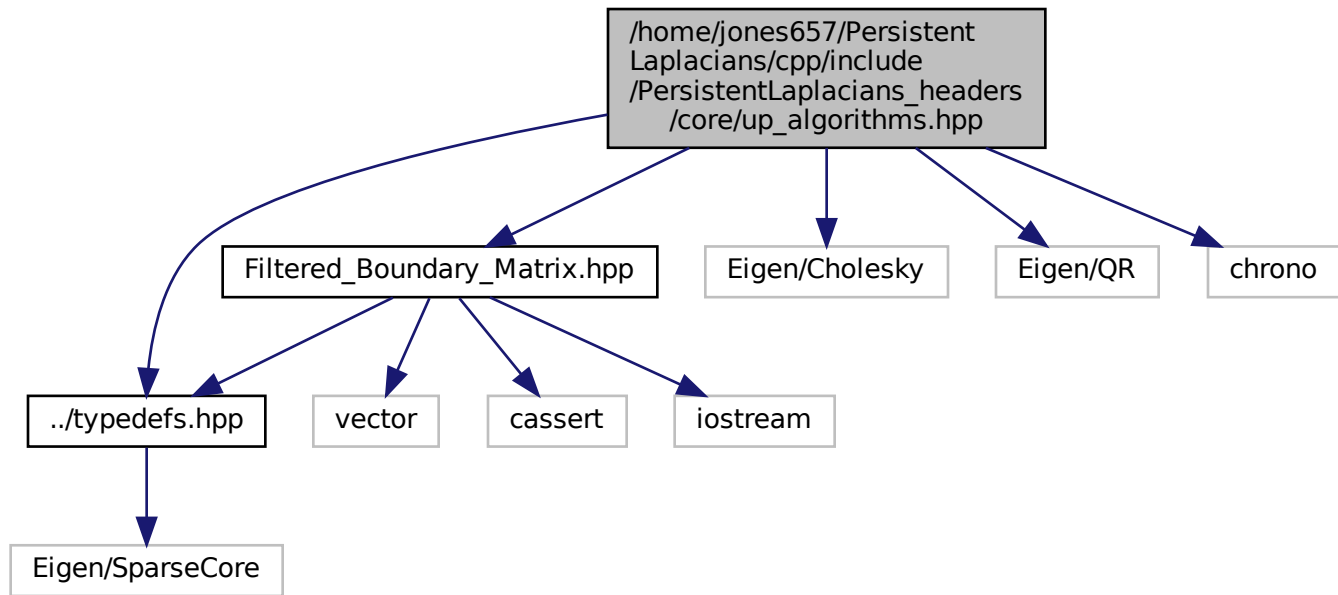 /home/jones657/Persistent
Laplacians/cpp/include
/PersistentLaplacians_headers
/core/up_algorithms.hpp
Filtered_Boundary_Matrix.hpp
Eigen/Cholesky
Eigen/QR
chrono
../typedefs.hpp
vector
cassert
iostream
Eigen/SparseCore